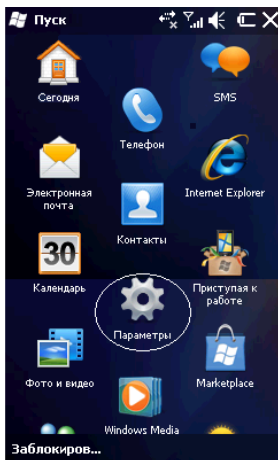 Пуск
Сегодня
SMS
Телефон
Электронная
почта
Internet Explorer
Контакты
30
Календарь
Приступая к
работе
Параметры
Фото и видео
Marketplace
Windows Media
Заблокиров...